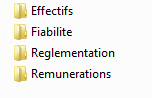 Effectifs
Fiabilite
Reglementation
Remunerations